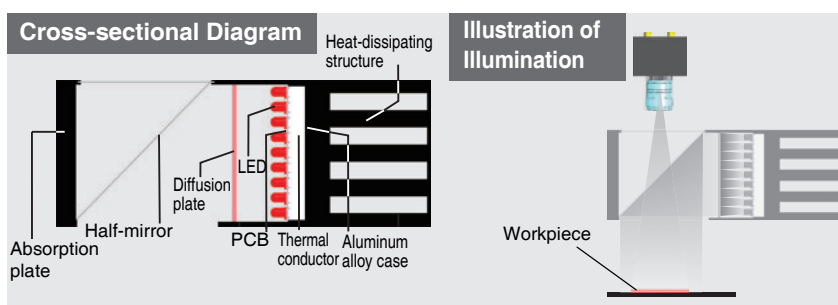 Cross-sectional Diagram
Heat-dissipating
structure
LED
Diffusion
plate
Half-mirror
Absorption
plate
PCB
Thermal
conductor
Aluminum
alloy case
Illustration of
Illumination
Workpiece